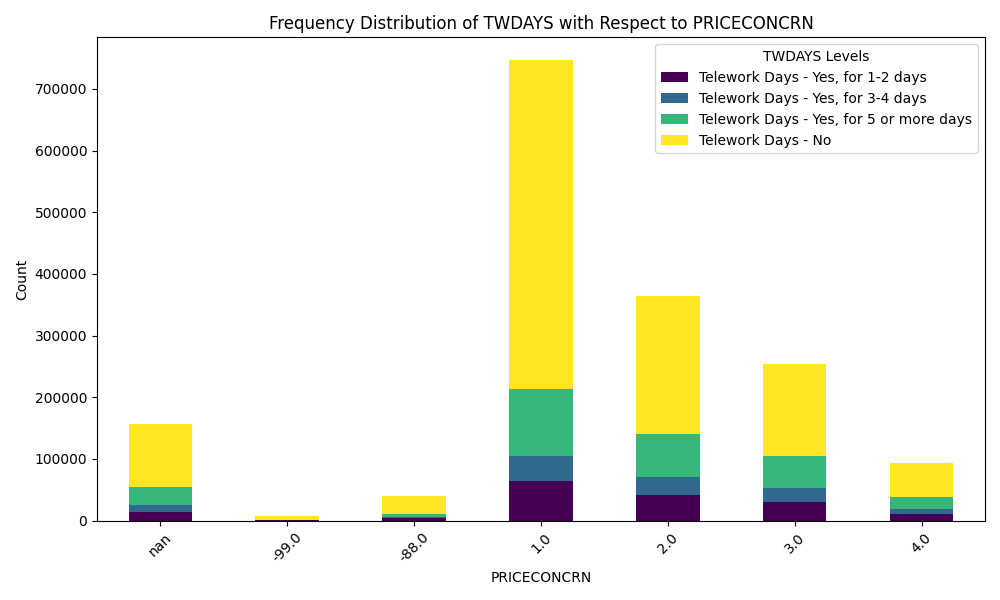 Frequency Distribution of TWDAYS with Respect to PRICECONCRN
TWDAYS Levels
Telework Days - Yes, for 1-2 days
Telework Days - Yes, for 3-4 days
Telework Days - Yes, for 5 or more days
Telework Days - No
Count
700000
600000
500000
400000
300000
200000
100000
0
nan
-99.0
-88.0
1.0
2.0
3.0
4.0
PRICECONCRN